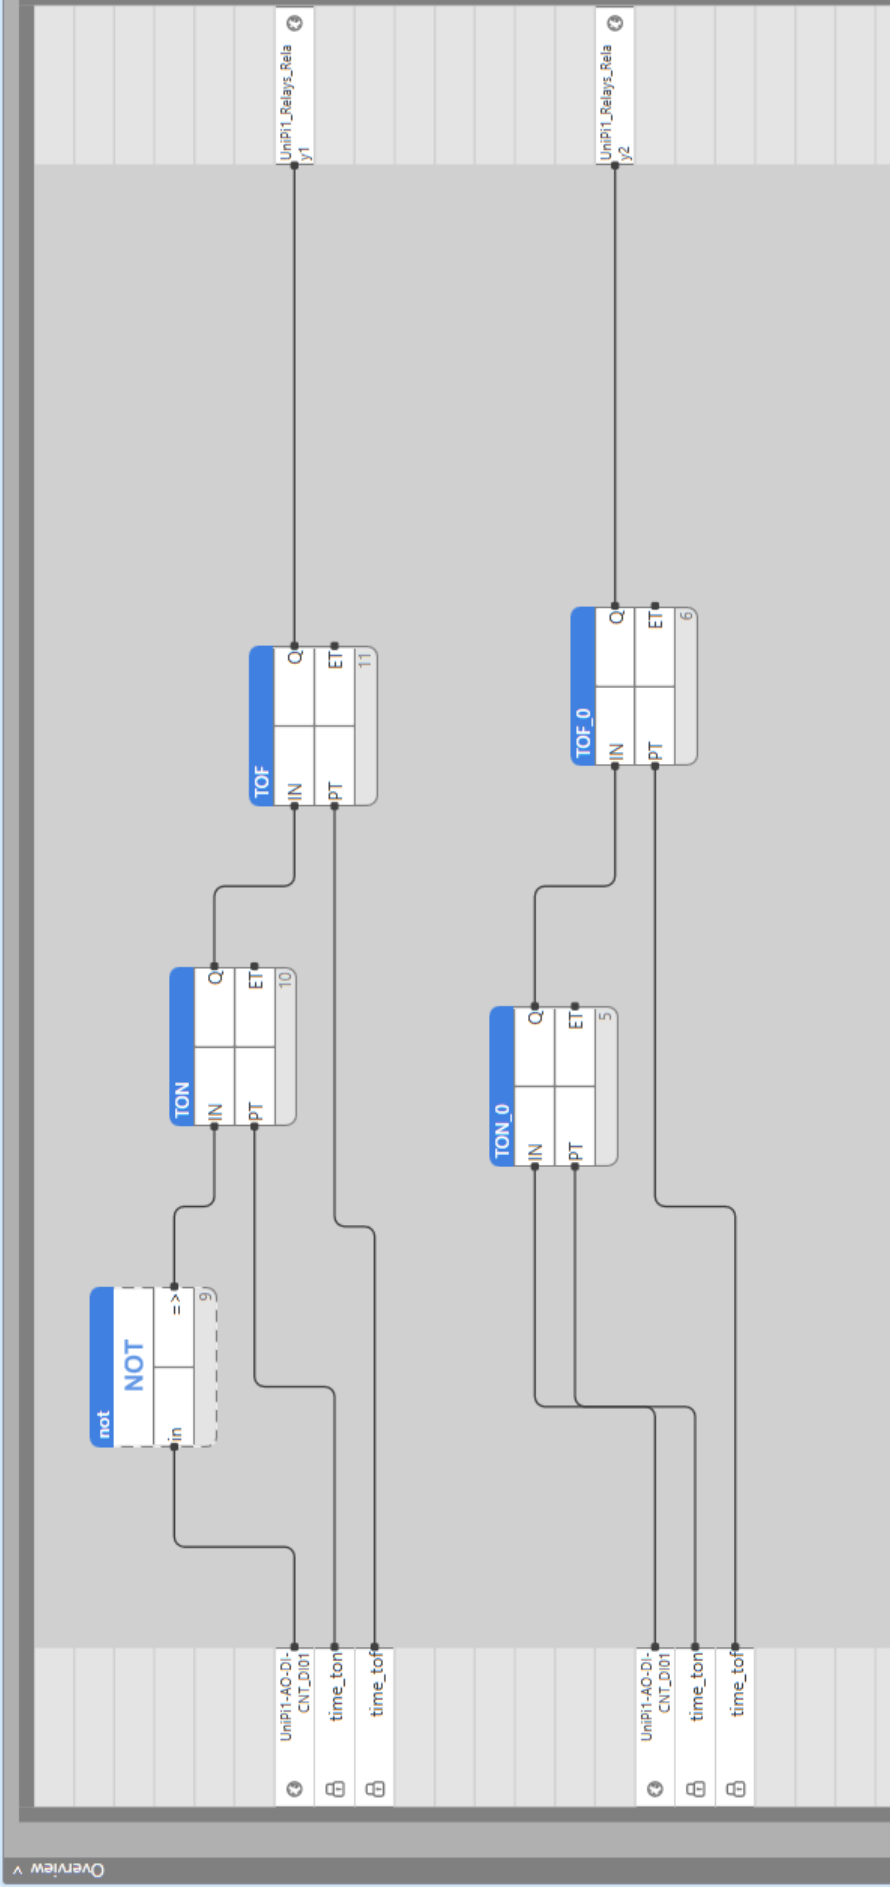 Overview
UniPi1-AO-DI-
CNT_DI01
time_ton
time_tof
not
NOT
in
=>
9
TON
IN
Q
PT
ET
10
TOF
IN
Q
PT
ET
11
UniPi1_Relays_Rela
y1
UniPi1-AO-DI-
CNT_DI01
time_ton
time_tof
TON_0
IN
Q
PT
ET
5
TOF_0
IN
Q
PT
ET
6
UniPi1_Relays_Rela
y2